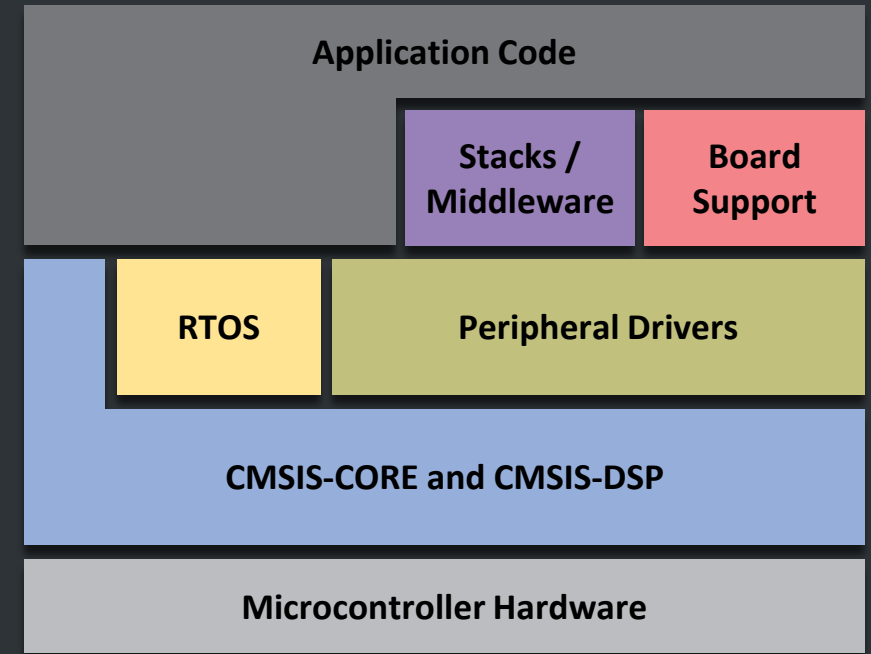 Application Code
Stacks /
Middleware
Board
Support
RTOS
Peripheral Drivers
CMSIS-CORE and CMSIS-DSP
Microcontroller Hardware